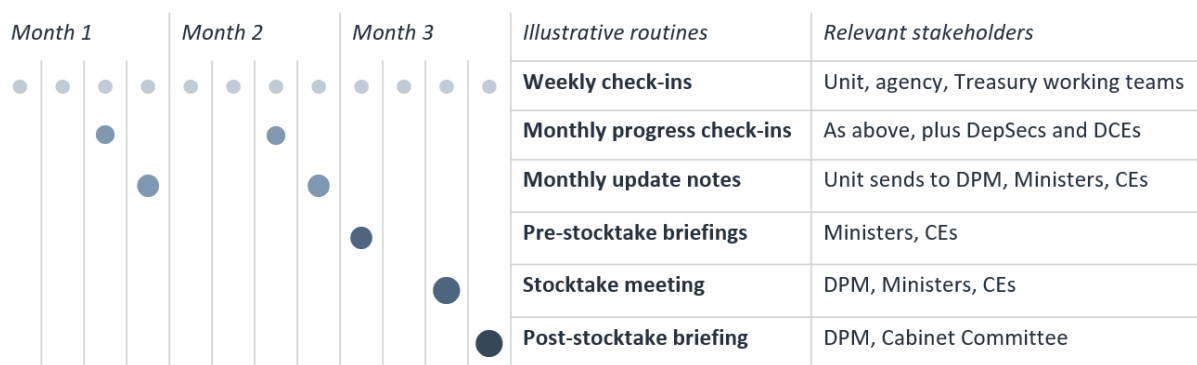 Month 1 Month 2 Month 3 Illustrative routines Relevant stakeholders
Weekly check-ins Unit, agency, Treasury working teams
Monthly progress check-ins As above, plus DepSecs and DCEs
Monthly update notes Unit sends to DPM, Ministers, CEs
Pre-stocktake briefings Ministers, CEs
Stocktake meeting DPM, Ministers, CEs
Post-stocktake briefing DPM, Cabinet Committee